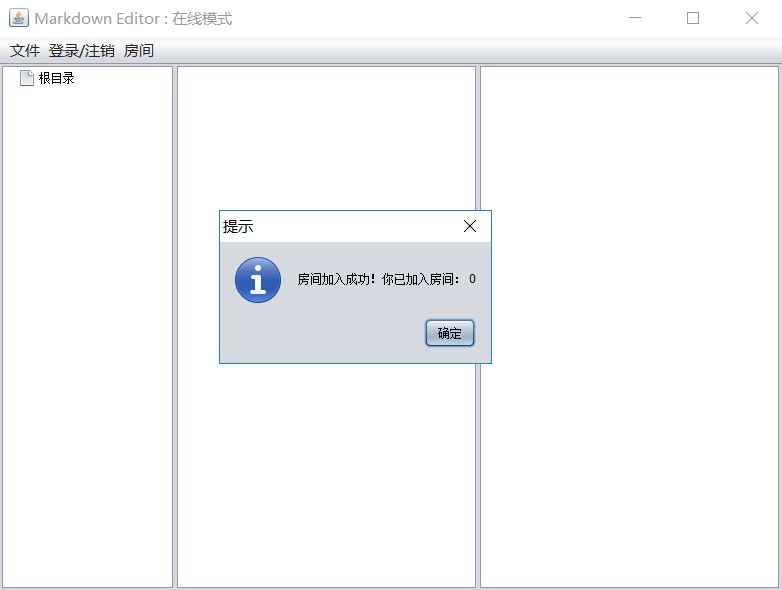 Markdown Editor : 在线模式
文件 登录/注销 房间
根目录
提示
房间加入成功！你已加入房间：0
确定